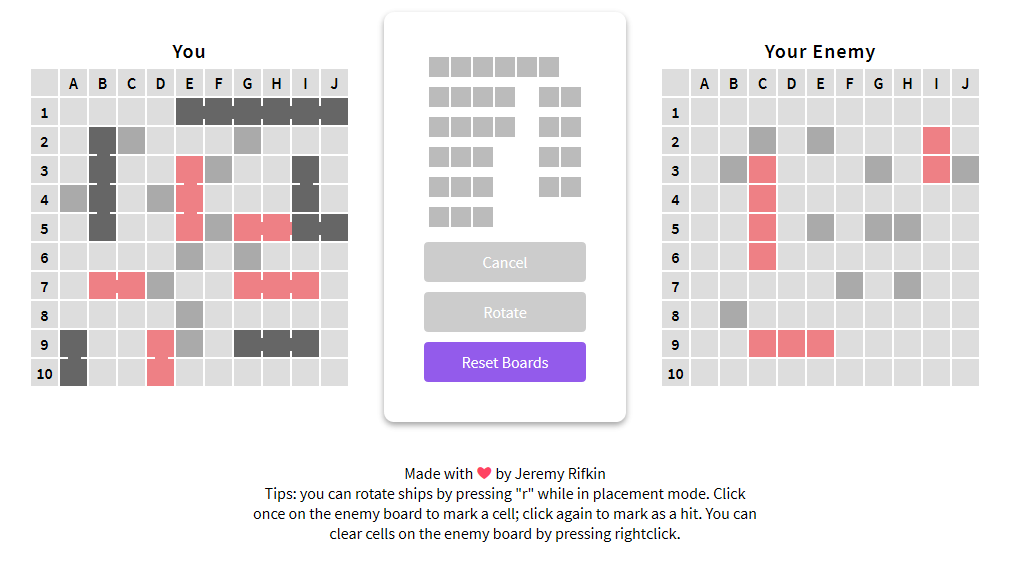 You
A B C D E F G H I J
1
2
3
4
5
6
7
8
9
10
Cancel
Rotate
Reset Boards
Your Enemy
A B C D E F G H I J
1
2
3
4
5
6
7
8
9
10
Made with ❤ by Jeremy Rifkin
Tips: you can rotate ships by pressing "r" while in placement mode. Click
once on the enemy board to mark a cell; click again to mark as a hit. You can
clear cells on the enemy board by pressing rightclick.